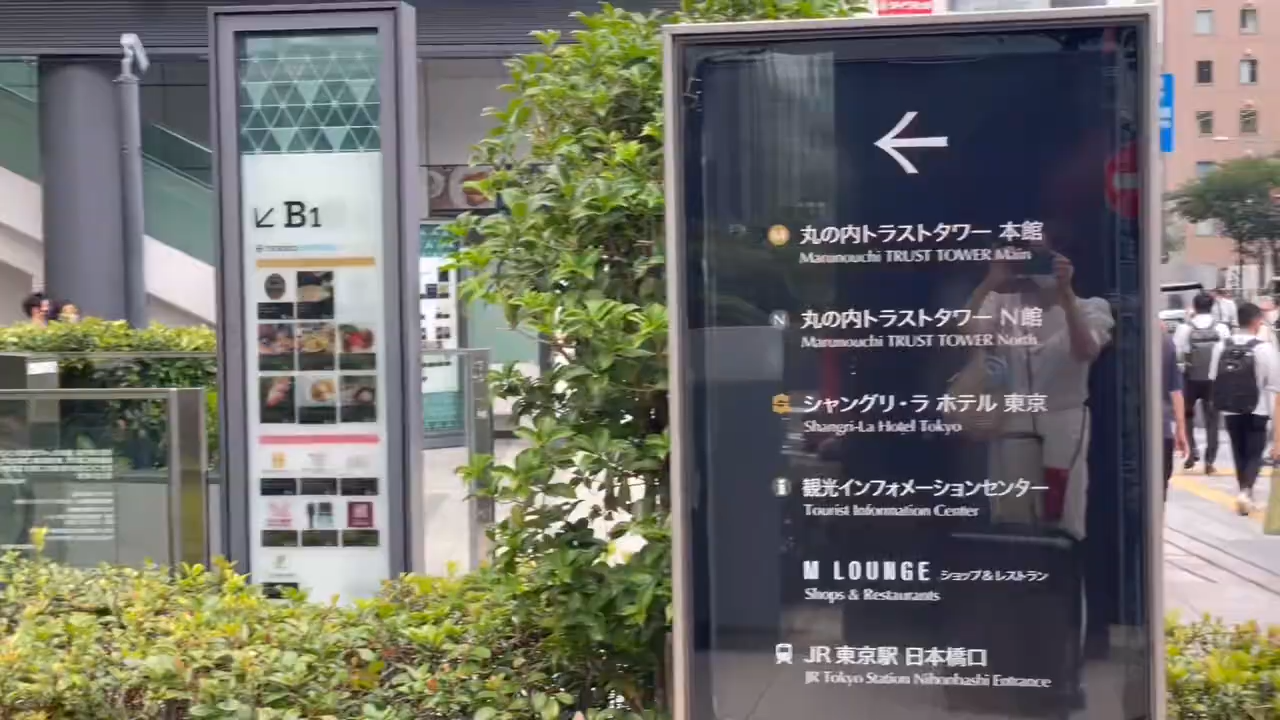 B1
M
丸の内トラストタワー 本館
Marunouchi TRUST TOWER Main
N
丸の内トラストタワー N館
Marunouchi TRUST TOWER North
シャングリ・ラ ホテル 東京
Shangri-La Hotel Tokyo
i
観光インフォメーションセンター
Tourist Information Center
M LOUNGE ショップ&レストラン
Shops & Restaurants
JR 東京駅 日本橋口
JR Tokyo Station Nihonbashi Entrance